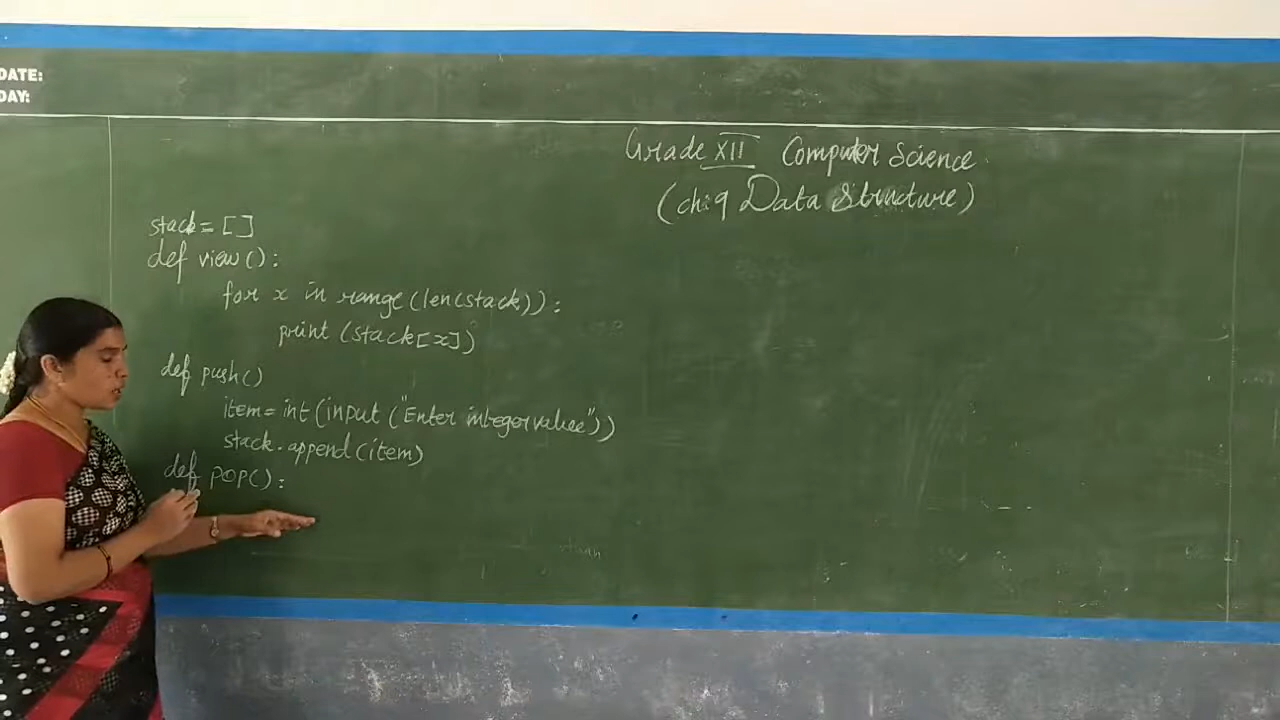 DATE:
DAY:
Grade XII Computer Science
(ch:9 Data Structure)
stack = []
def view():
for x in range(len(stack)):
print (stack[x])
def push()
item = int(input("Enter integer value"))
stack.append(item)
def POP():